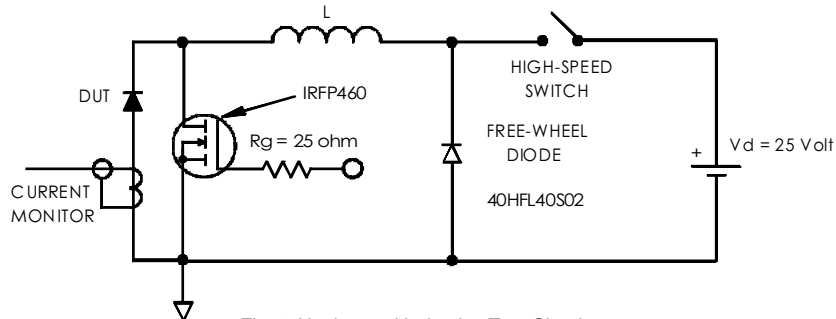 L
HIGH-SPEED
SWITCH
DUT
IRFP460
Rg = 25 ohm
FREE-WHEEL
DIODE
+
Vd = 25 Volt
CURRENT
MONITOR
40HFL40S02